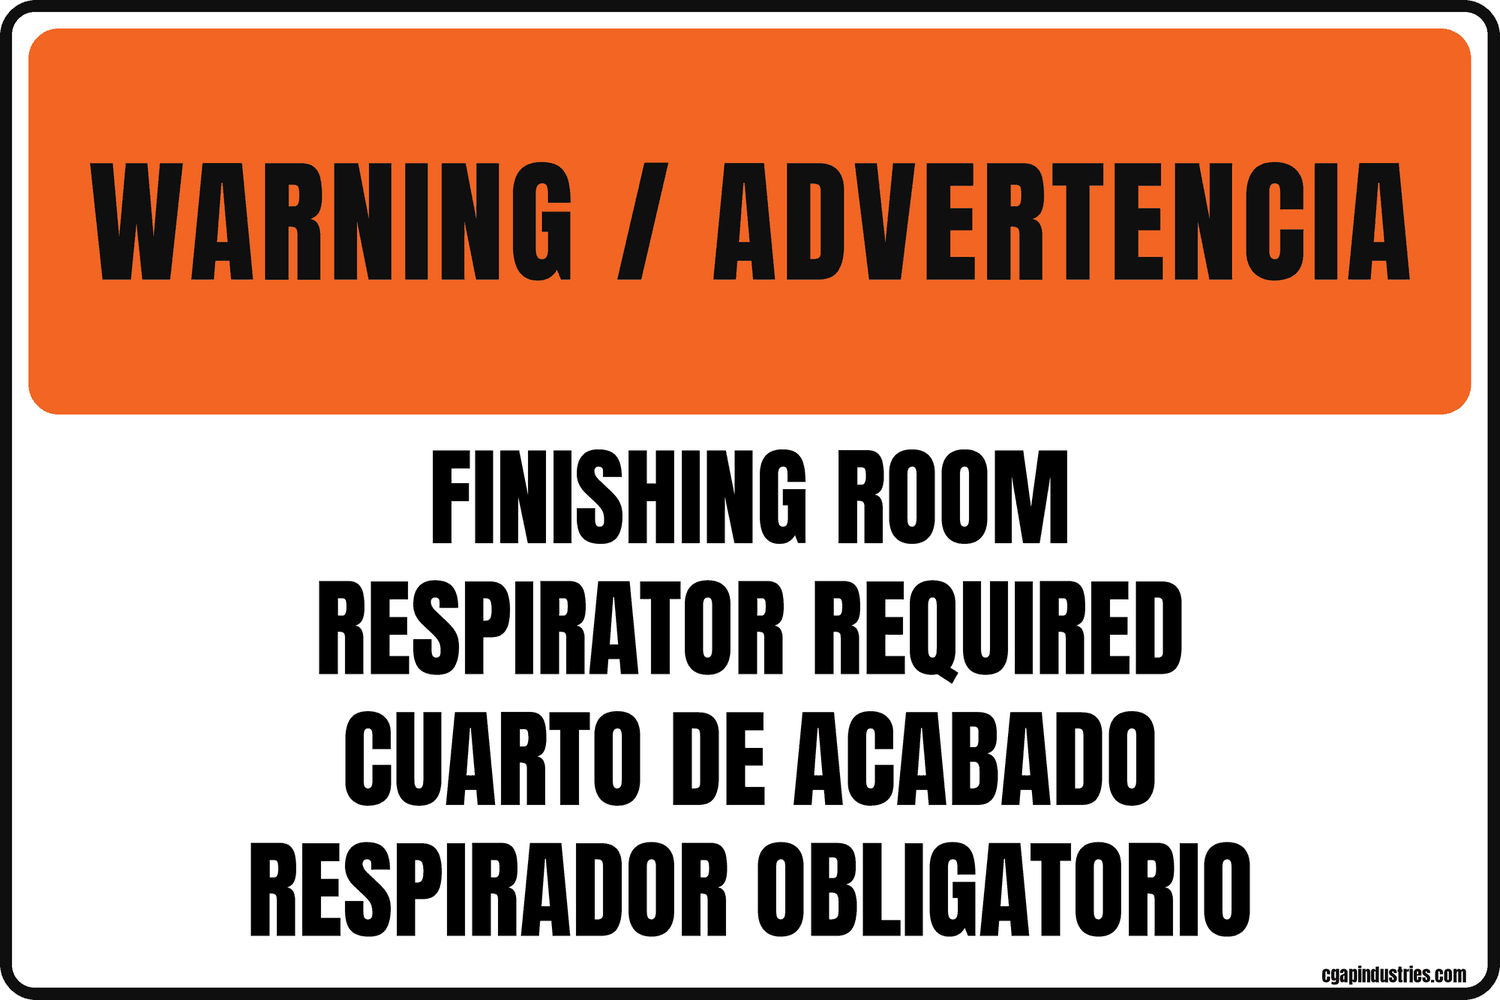 WARNING / ADVERTENCIA
FINISHING ROOM
RESPIRATOR REQUIRED
CUARTO DE ACABADO
RESPIRADOR OBLIGATORIO
cgapindustries.com